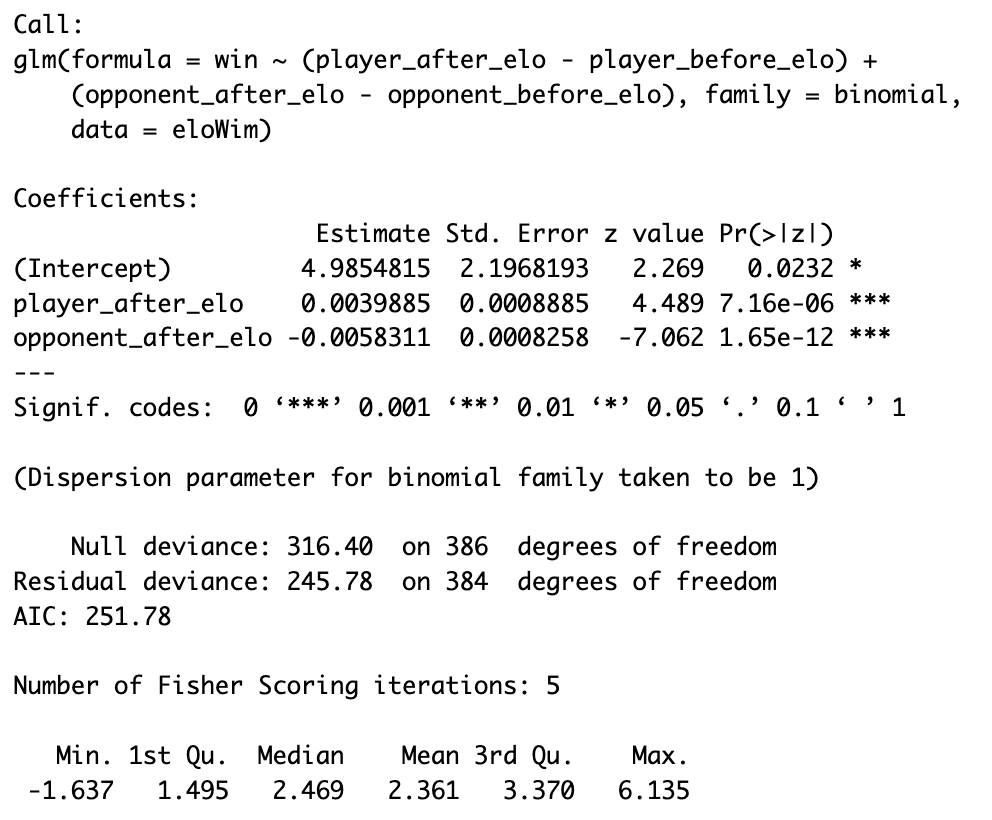 Call:
glm(formula = win ~ (player_after_elo - player_before_elo) +
    (opponent_after_elo - opponent_before_elo), family = binomial,
    data = eloWim)

Coefficients:
                     Estimate Std. Error z value Pr(>|z|)
(Intercept)         4.9854815  2.1968193   2.269   0.0232 *
player_after_elo    0.0039885  0.0008885   4.489 7.16e-06 ***
opponent_after_elo -0.0058311  0.0008258  -7.062 1.65e-12 ***
---
Signif. codes:  0 ‘***’ 0.001 ‘**’ 0.01 ‘*’ 0.05 ‘.’ 0.1 ‘ ’ 1

(Dispersion parameter for binomial family taken to be 1)

    Null deviance: 316.40  on 386  degrees of freedom
Residual deviance: 245.78  on 384  degrees of freedom
AIC: 251.78

Number of Fisher Scoring iterations: 5

   Min. 1st Qu.  Median    Mean 3rd Qu.    Max.
 -1.637   1.495   2.469   2.361   3.370   6.135